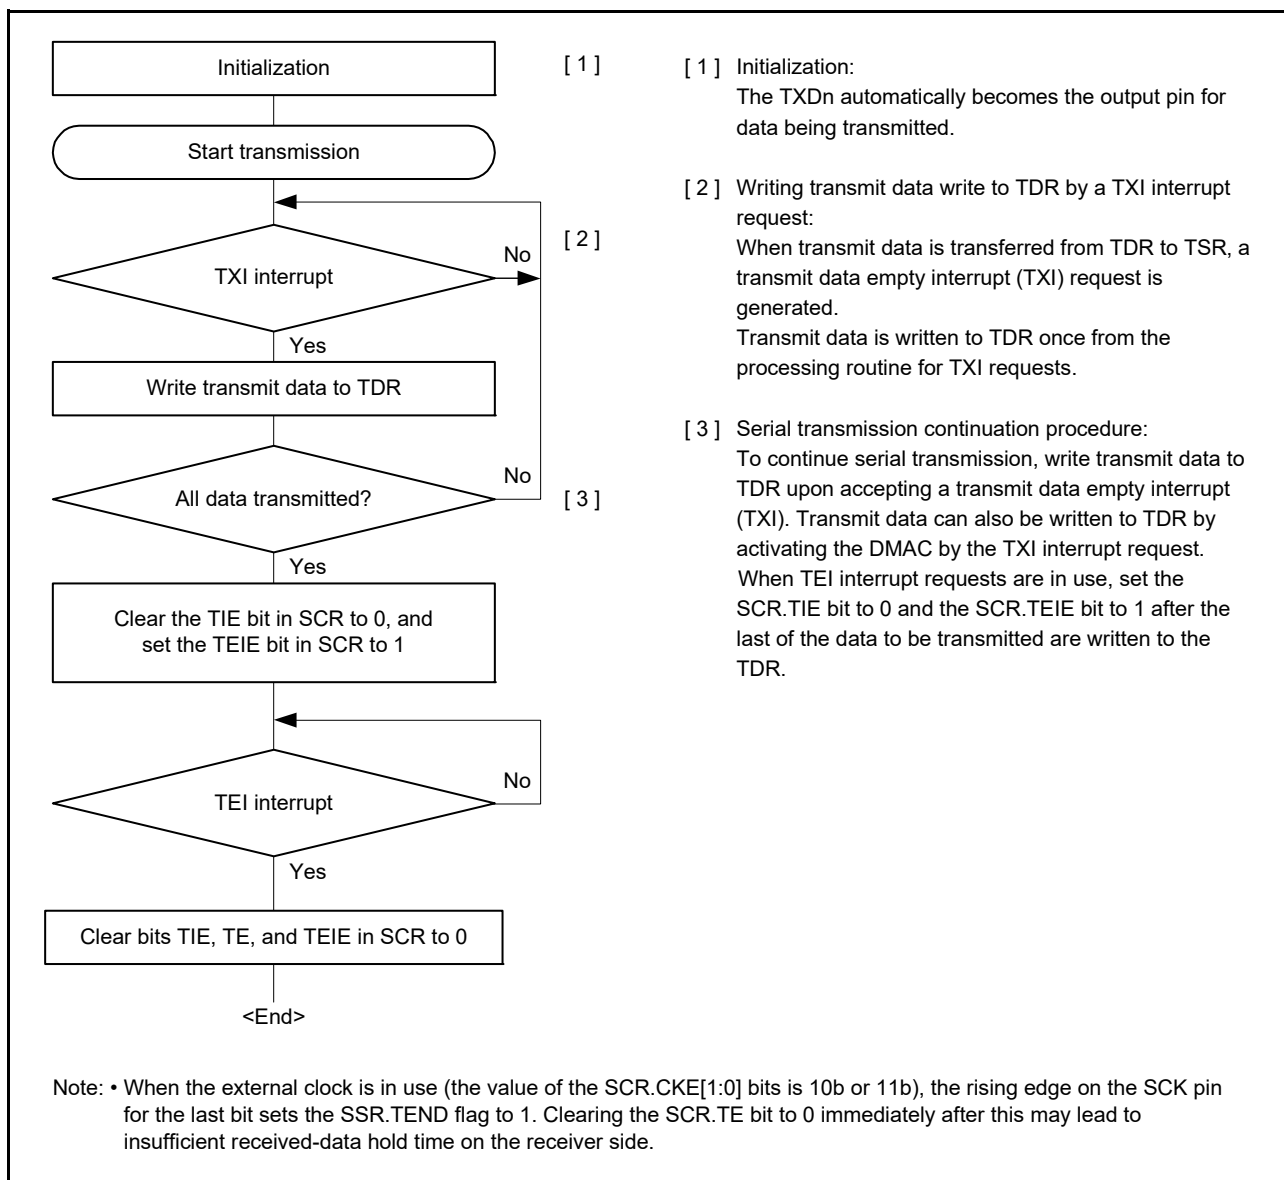 Initialization
[ 1 ]
Start transmission
[ 2 ]
TXI interrupt
No
Yes
Write transmit data to TDR
All data transmitted?
No
[ 3 ]
Yes
Clear the TIE bit in SCR to 0, and
set the TEIE bit in SCR to 1
TEI interrupt
No
Yes
Clear bits TIE, TE, and TEIE in SCR to 0
<End>
[ 1 ] Initialization:
The TXDn automatically becomes the output pin for
data being transmitted.
[ 2 ] Writing transmit data write to TDR by a TXI interrupt
request:
When transmit data is transferred from TDR to TSR, a
transmit data empty interrupt (TXI) request is
generated.
Transmit data is written to TDR once from the
processing routine for TXI requests.
[ 3 ] Serial transmission continuation procedure:
To continue serial transmission, write transmit data to
TDR upon accepting a transmit data empty interrupt
(TXI). Transmit data can also be written to TDR by
activating the DMAC by the TXI interrupt request.
When TEI interrupt requests are in use, set the
SCR.TIE bit to 0 and the SCR.TEIE bit to 1 after the
last of the data to be transmitted are written to the
TDR.
Note: • When the external clock is in use (the value of the SCR.CKE[1:0] bits is 10b or 11b), the rising edge on the SCK pin
for the last bit sets the SSR.TEND flag to 1. Clearing the SCR.TE bit to 0 immediately after this may lead to
insufficient received-data hold time on the receiver side.